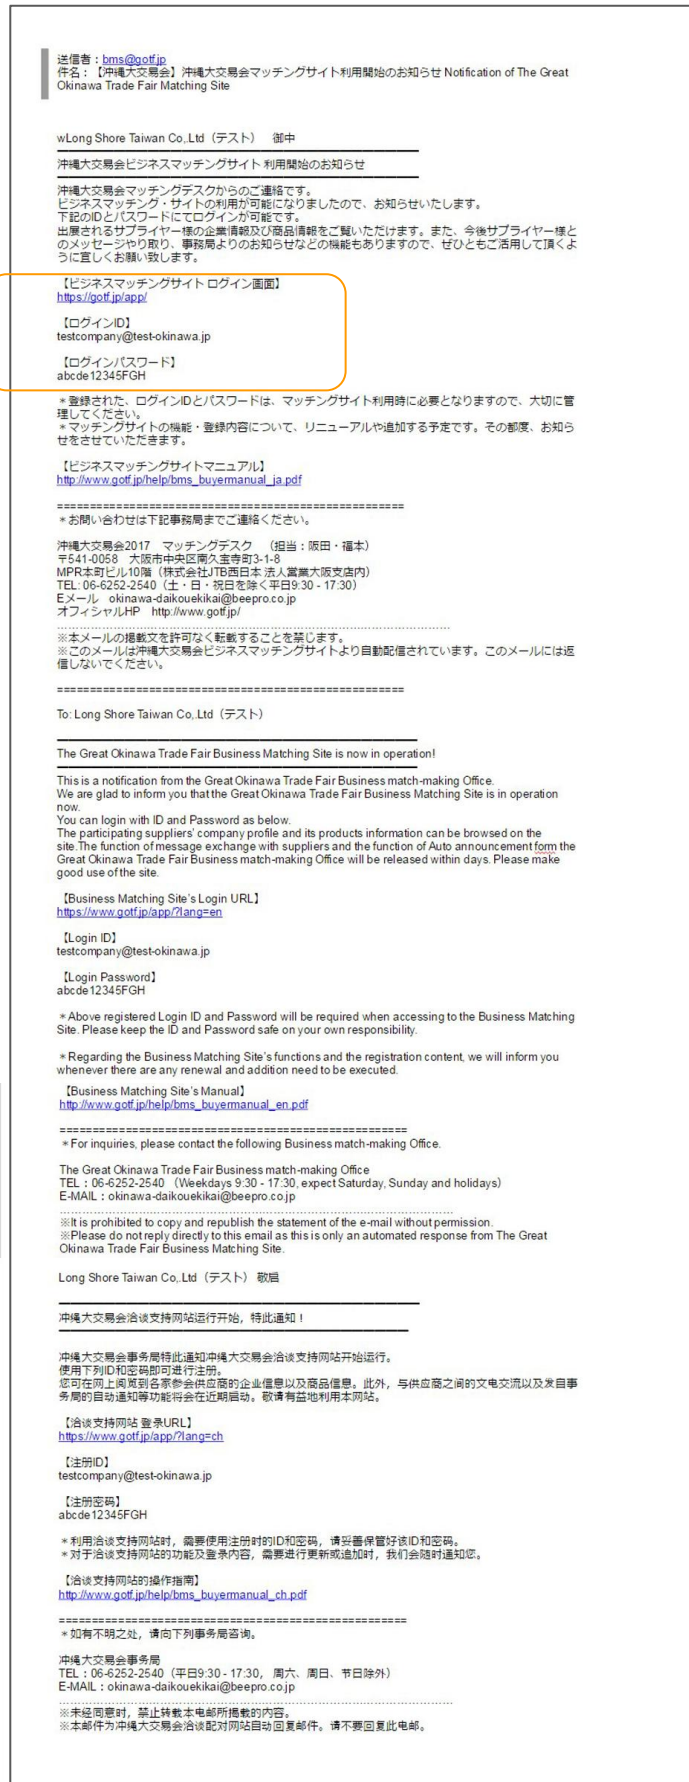 送信者：bms@gotf.jp
件名：【沖縄大交易会】沖縄大交易会マッチングサイト利用開始のお知らせ Notification of The Great
Okinawa Trade Fair Matching Site
wLong Shore Taiwan Co,.Ltd（テスト） 御中
沖縄大交易会ビジネスマッチングサイト 利用開始のお知らせ
沖縄大交易会マッチングデスクからのご連絡です。
ビジネスマッチング・サイトの利用が可能になりましたので、お知らせいたします。
下記のIDとパスワードにてログインが可能です。
出展されるサプライヤー様の企業情報及び商品情報をご覧いただけます。また、今後サプライヤー様と
のメッセージやり取り、事務局よりのお知らせなどの機能もありますので、ぜひともご活用して頂くよ
うに宜しくお願い致します。
【ビジネスマッチングサイト ログイン画面】
https://gotf.jp/app/
【ログインID】
testcompany@test-okinawa.jp
【ログインパスワード】
abcde12345FGH
＊登録された、ログインIDとパスワードは、マッチングサイト利用時に必要となりますので、大切に管
理してください。
＊マッチングサイトの機能・登録内容について、リニューアルや追加する予定です。その都度、お知ら
せをさせていただきます。
【ビジネスマッチングサイトマニュアル】
http://www.gotf.jp/help/bms_buyermanual_ja.pdf
=====================================================
＊お問い合わせは下記事務局までご連絡ください。
沖縄大交易会2017 マッチングデスク （担当：阪田・福本）
〒541-0058 大阪市中央区南久宝寺町3-1-8
MPR本町ビル10階（株式会社JTB西日本 法人営業大阪支店内）
TEL: 06-6252-2540（土・日・祝日を除く平日9:30 - 17:30）
Eメール okinawa-daikouekikai@beepro.co.jp
オフィシャルHP http://www.gotf.jp/
※本メールの掲載文を許可なく転載することを禁じます。
※このメールは沖縄大交易会ビジネスマッチングサイトより自動配信されています。このメールには返
信しないでください。
=====================================================
To: Long Shore Taiwan Co,.Ltd（テスト）
The Great Okinawa Trade Fair Business Matching Site is now in operation!
This is a notification from the Great Okinawa Trade Fair Business match-making Office.
We are glad to inform you that the Great Okinawa Trade Fair Business Matching Site is in operation
now.
You can login with ID and Password as below.
The participating suppliers' company profile and its products information can be browsed on the
site.The function of message exchange with suppliers and the function of Auto announcement form the
Great Okinawa Trade Fair Business match-making Office will be released within days. Please make
good use of the site.
【Business Matching Site's Login URL】
https://www.gotf.jp/app/?lang=en
【Login ID】
testcompany@test-okinawa.jp
【Login Password】
abcde12345FGH
＊Above registered Login ID and Password will be required when accessing to the Business Matching
Site. Please keep the ID and Password safe on your own responsibility.
＊Regarding the Business Matching Site's functions and the registration content, we will inform you
whenever there are any renewal and addition need to be executed.
【Business Matching Site's Manual】
http://www.gotf.jp/help/bms_buyermanual_en.pdf
=====================================================
＊For inquiries, please contact the following Business match-making Office.
The Great Okinawa Trade Fair Business match-making Office
TEL：06-6252-2540 （Weekdays 9:30 - 17:30, expect Saturday, Sunday and holidays）
E-MAIL：okinawa-daikouekikai@beepro.co.jp
※It is prohibited to copy and republish the statement of the e-mail without permission.
※Please do not reply directly to this email as this is only an automated response from The Great
Okinawa Trade Fair Business Matching Site.
Long Shore Taiwan Co,.Ltd（テスト） 敬启
冲绳大交易会洽谈支持网站运行开始，特此通知！
冲绳大交易会事务局特此通知冲绳大交易会洽谈支持网站开始运行。
使用下列ID和密码即可进行注册。
您可在网上阅览到各家参会供应商的企业信息以及商品信息。此外，与供应商之间的文电交流以及发自事
务局的自动通知等功能将会在近期启动。敬请有益地利用本网站。
【洽谈支持网站 登录URL】
https://www.gotf.jp/app/?lang=ch
【注册ID】
testcompany@test-okinawa.jp
【注册密码】
abcde12345FGH
＊利用洽谈支持网站时，需要使用注册时的ID和密码，请妥善保管好该ID和密码。
＊对于洽谈支持网站的功能及登录内容，需要进行更新或追加时，我们会随时通知您。
【洽谈支持网站的操作指南】
http://www.gotf.jp/help/bms_buyermanual_ch.pdf
=====================================================
＊如有不明之处，请向下列事务局咨询。
冲绳大交易会事务局
TEL：06-6252-2540（平日9:30 - 17:30， 周六、周日、节日除外）
E-MAIL：okinawa-daikouekikai@beepro.co.jp
※未经同意时，禁止转载本电邮所揭载的内容。
※本邮件为冲绳大交易会洽谈配对网站自动回复邮件。请不要回复此电邮。